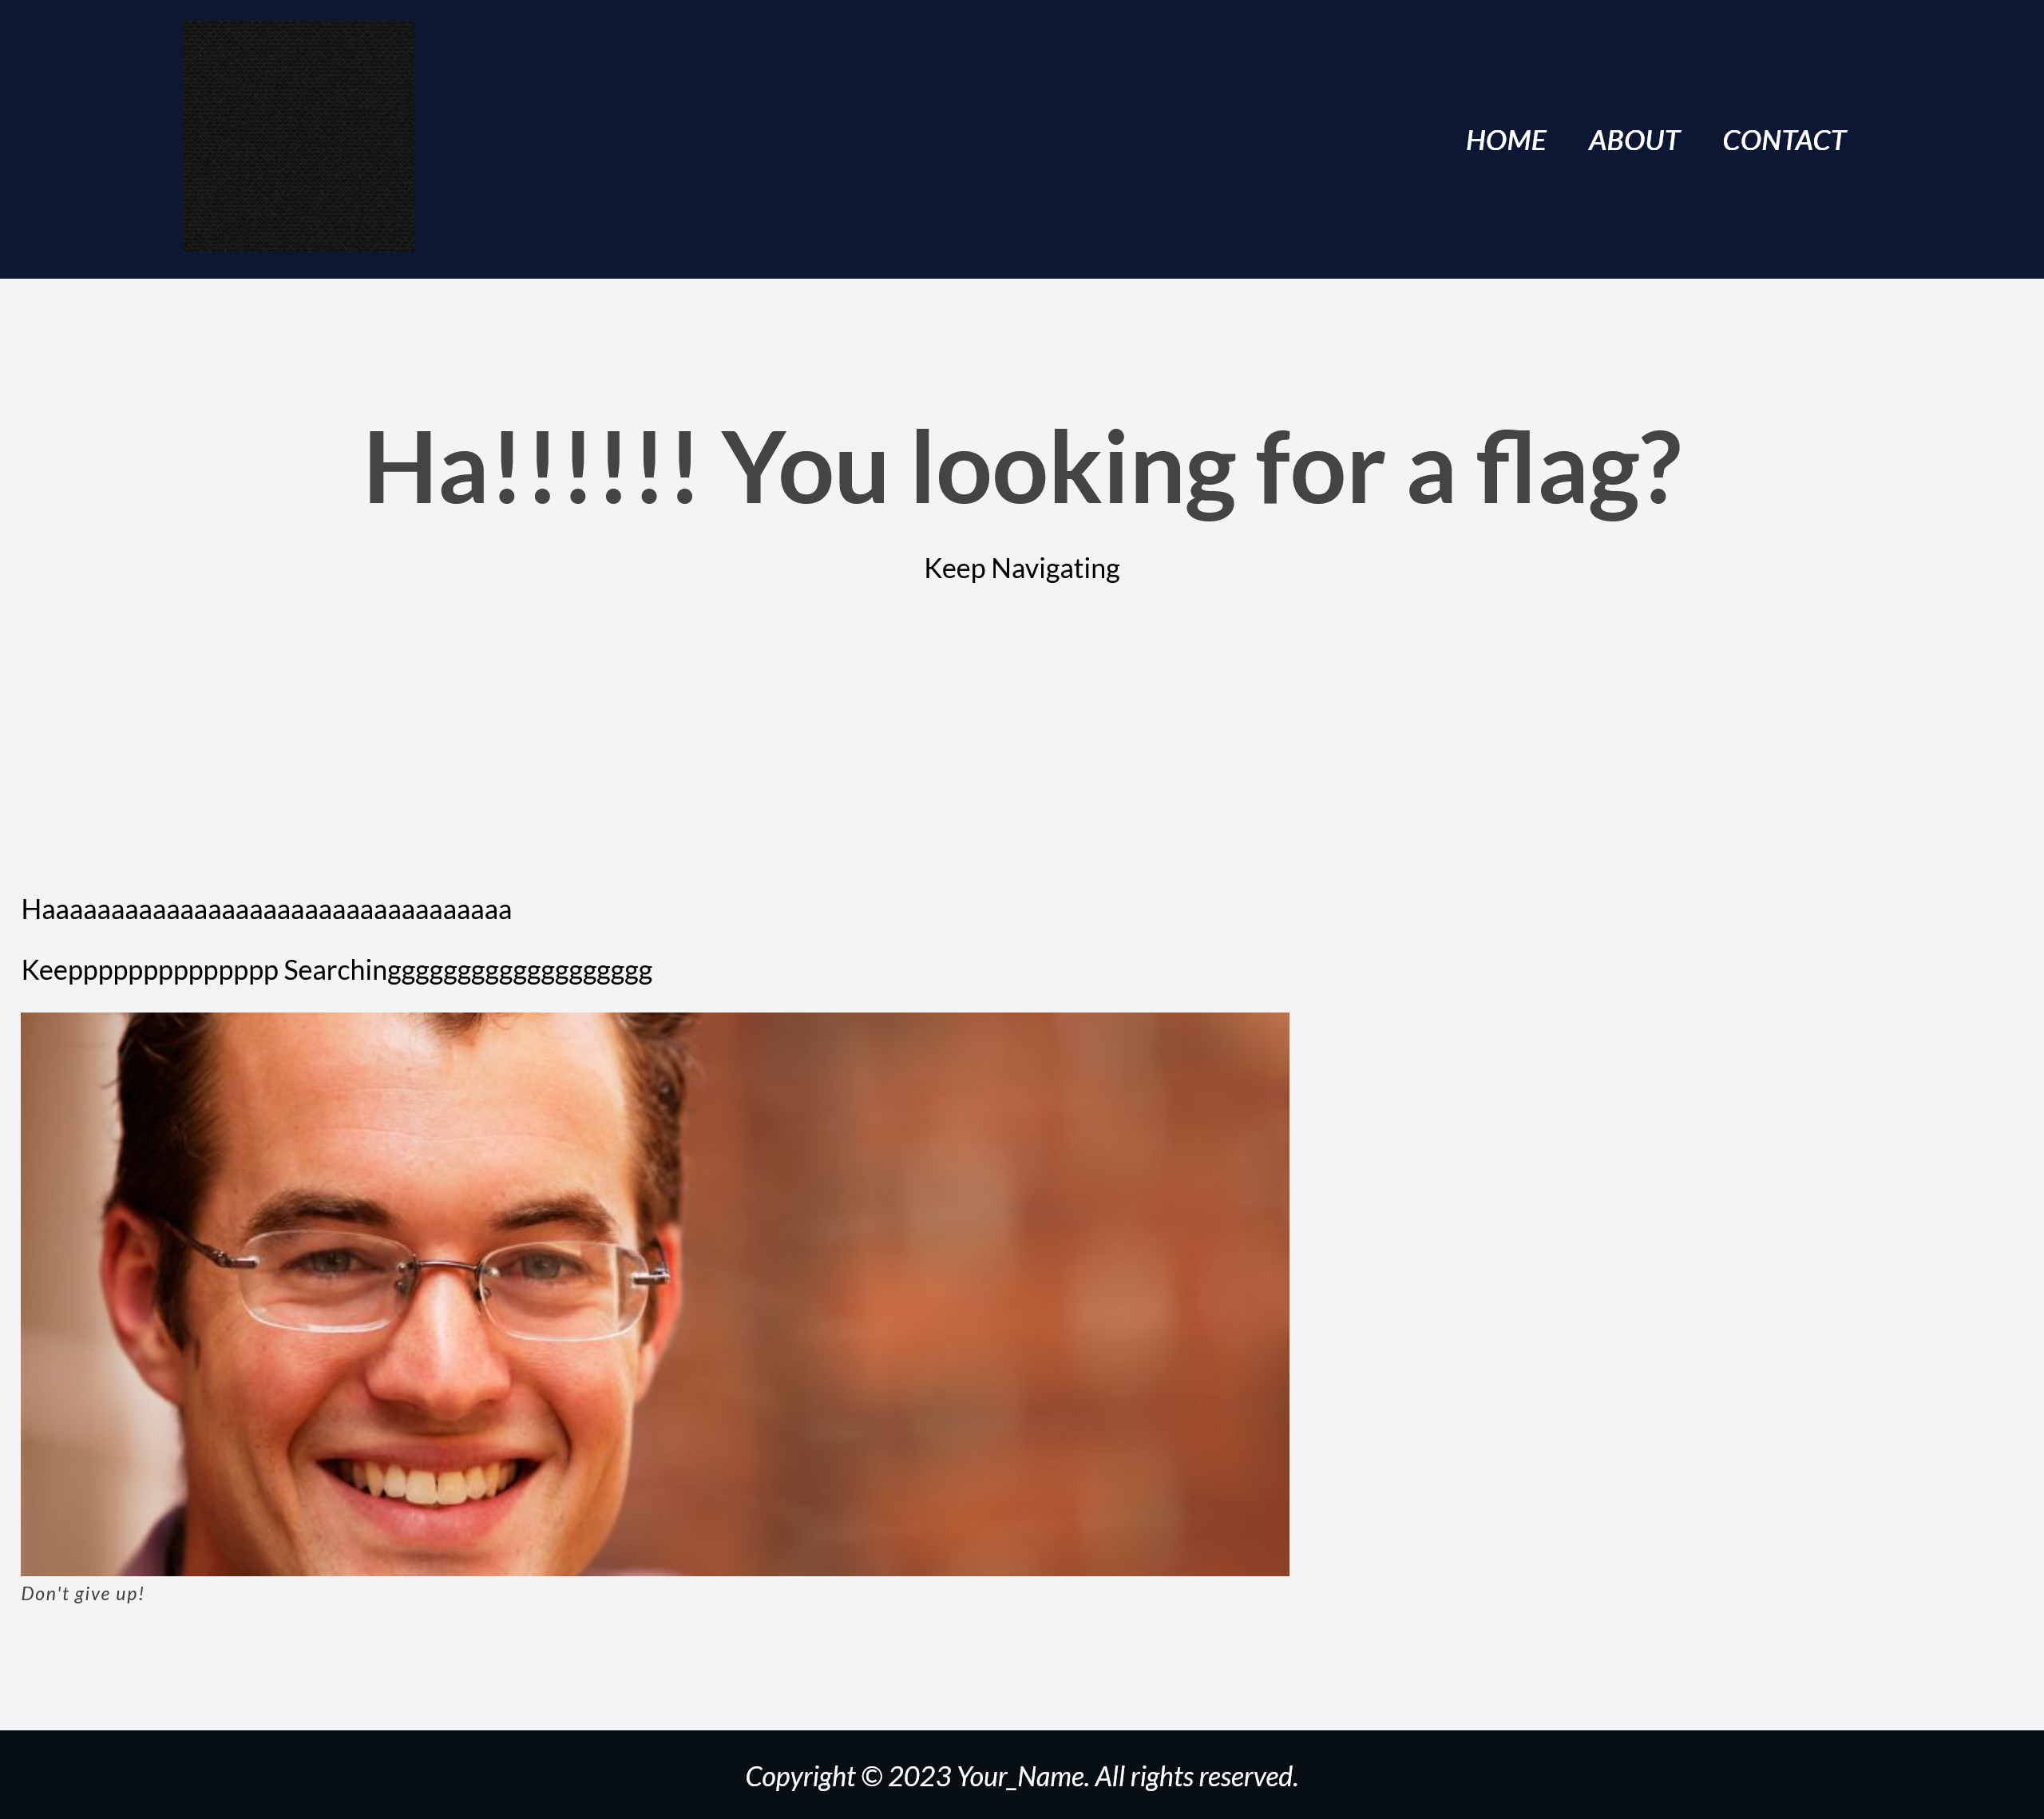 HOME ABOUT CONTACT
Ha!!!!!! You looking for a flag?
Keep Navigating
Haaaaaaaaaaaaaaaaaaaaaaaaaaaaaaaaaa
Keepppppppppppppp Searchinggggggggggggggggggg
Don't give up!
Copyright © 2023 Your_Name. All rights reserved.